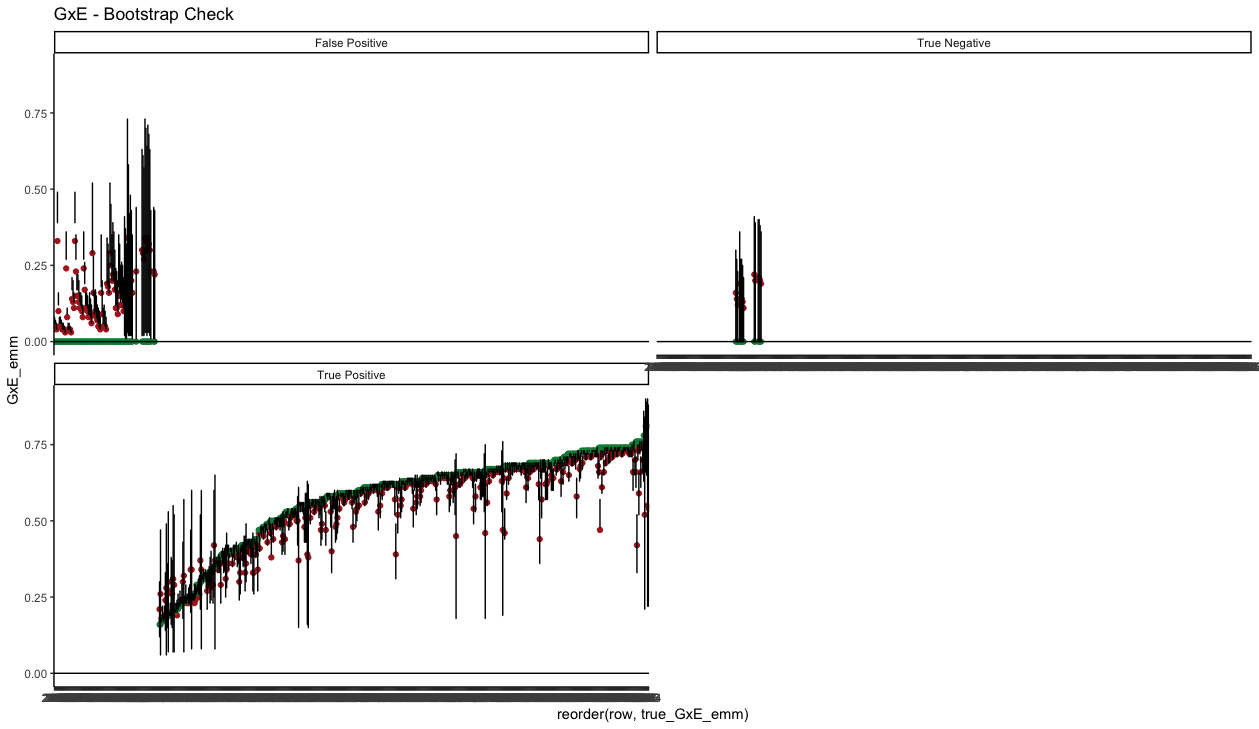 GxE - Bootstrap Check
False Positive
True Negative
0.75
0.50
0.25
0.00
GxE_emm
True Positive
0.75
0.50
0.25
0.00
reorder(row, true_GxE_emm)